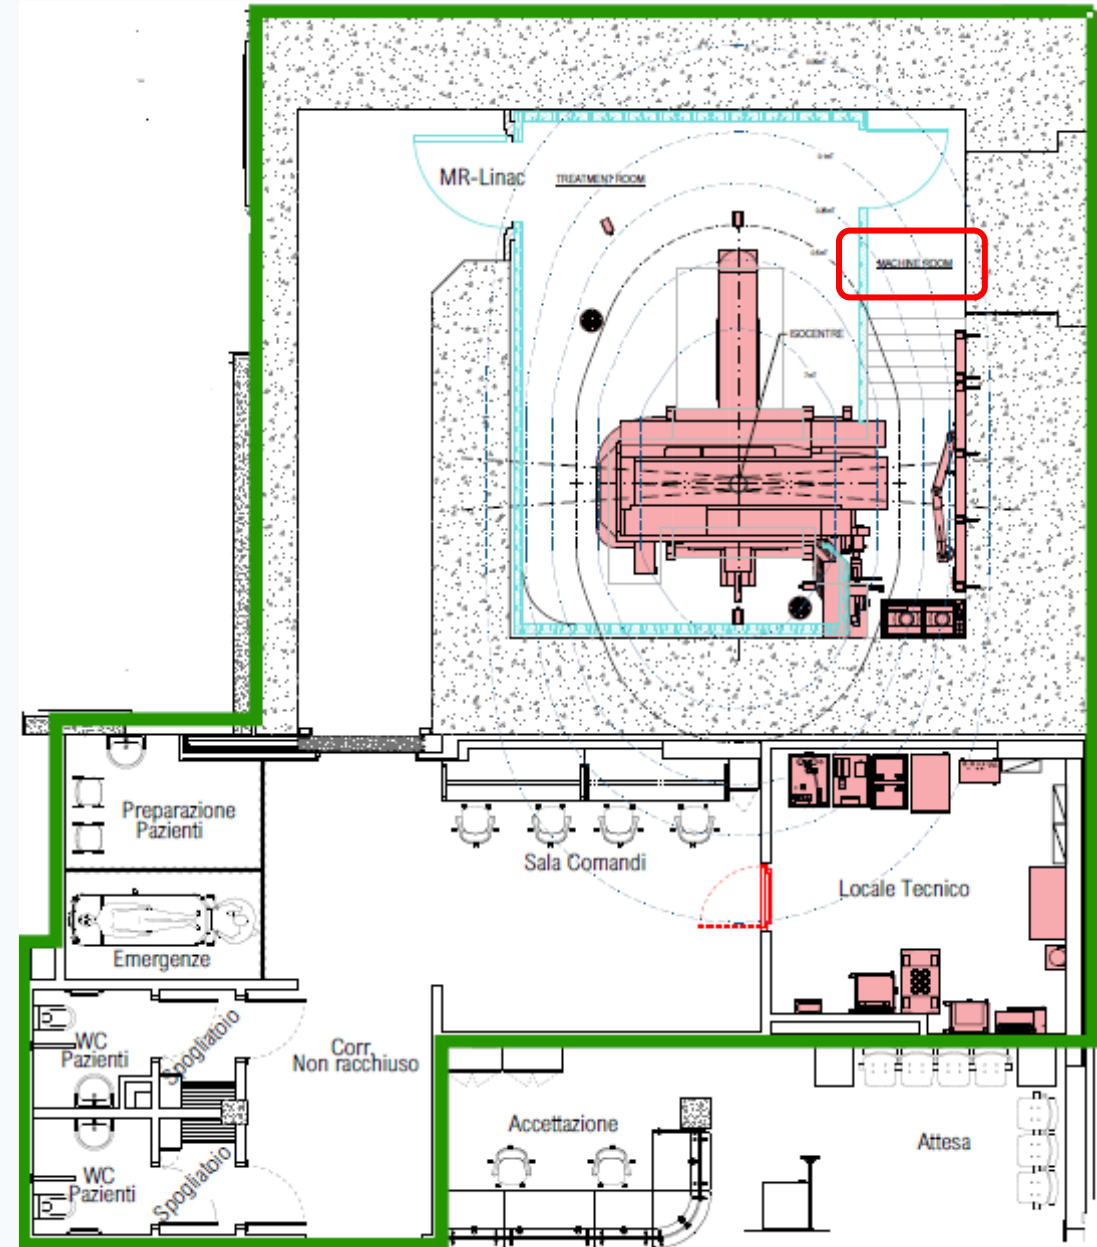 MR-Linac
TREATMENT ROOM
MACHINE ROOM
ISOCENTRE
Preparazione
Pazienti
Sala Comandi
Locale Tecnico
Emergenze
WC
Pazienti
Spogliatoio
Corr.
Non racchiuso
Accettazione
Attesa
WC
Pazienti
Spogliatoio